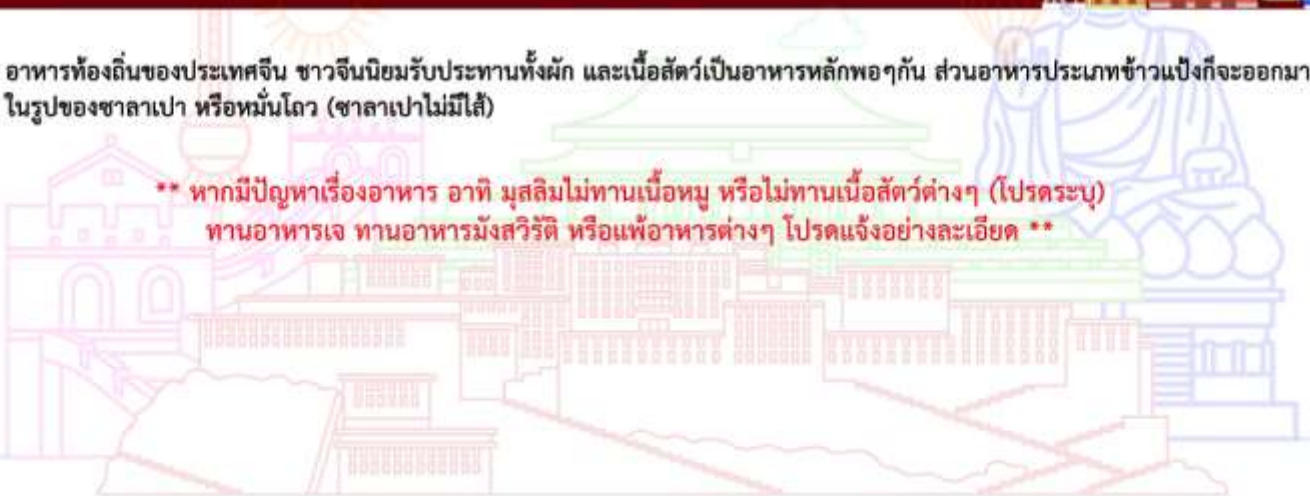 อาหารท้องถิ่นของประเทศจีน ชาวจีนนิยมรับประทานทั้งผัก และเนื้อสัตว์เป็นอาหารหลักพอๆกัน ส่วนอาหารประเภทข้าวแป้งก็จะออกมา
ในรูปของซาลาเปา หรือหมั่นโถว (ซาลาเปาไม่มีไส้)
** หากมีปัญหาเรื่องอาหาร อาทิ มุสลิมไม่ทานเนื้อหมู หรือไม่ทานเนื้อสัตว์ต่างๆ (โปรดระบุ)
ทานอาหารเจ ทานอาหารมังสวิรัติ หรือแพ้อาหารต่างๆ โปรดแจ้งอย่างละเอียด **